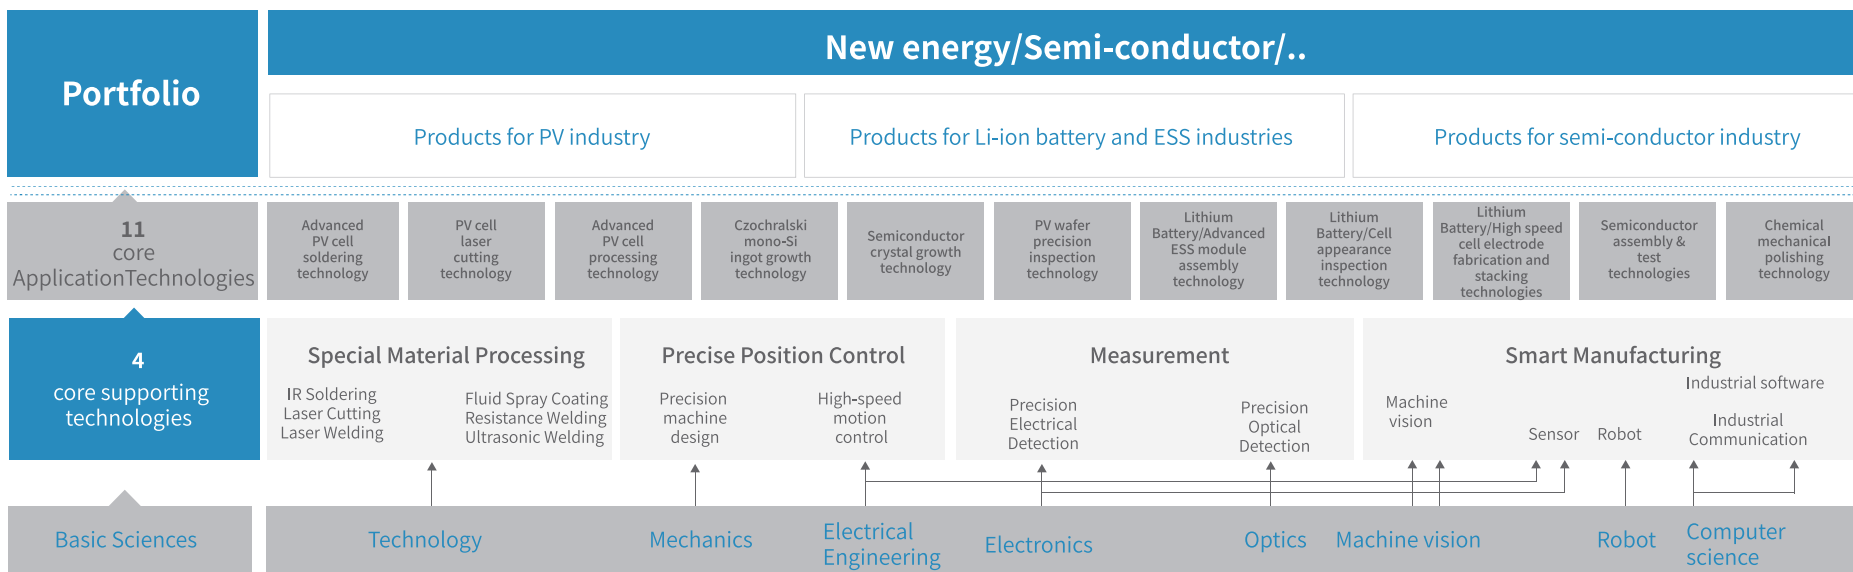 Portfolio
New energy/Semi-conductor/..
Products for PV industry
Products for Li-ion battery and ESS industries
Products for semi-conductor industry
11
core
ApplicationTechnologies
Advanced
PV cell
soldering
technology
PV cell
laser
cutting
technology
Advanced
PV cell
processing
technology
Czochralski
mono-Si
ingot growth
technology
Semiconductor
crystal growth
technology
PV wafer
precision
inspection
technology
Lithium
Battery/Advanced
ESS module
assembly
technology
Lithium
Battery/Cell
appearance
inspection
technology
Lithium
Battery/High speed
cell electrode
fabrication and
stacking
technologies
Semiconductor
assembly &
test
technologies
Chemical
mechanical
polishing
technology
4
core supporting
technologies
Special Material Processing
IR Soldering
Laser Cutting
Laser Welding
Fluid Spray Coating
Resistance Welding
Ultrasonic Welding
Precise Position Control
Precision
machine
design
High-speed
motion
control
Measurement
Precision
Electrical
Detection
Precision
Optical
Detection
Smart Manufacturing
Machine
vision
Sensor
Robot
Industrial software
Industrial
Communication
Basic Sciences
Technology
Mechanics
Electrical
Engineering
Electronics
Optics
Machine vision
Robot
Computer
science